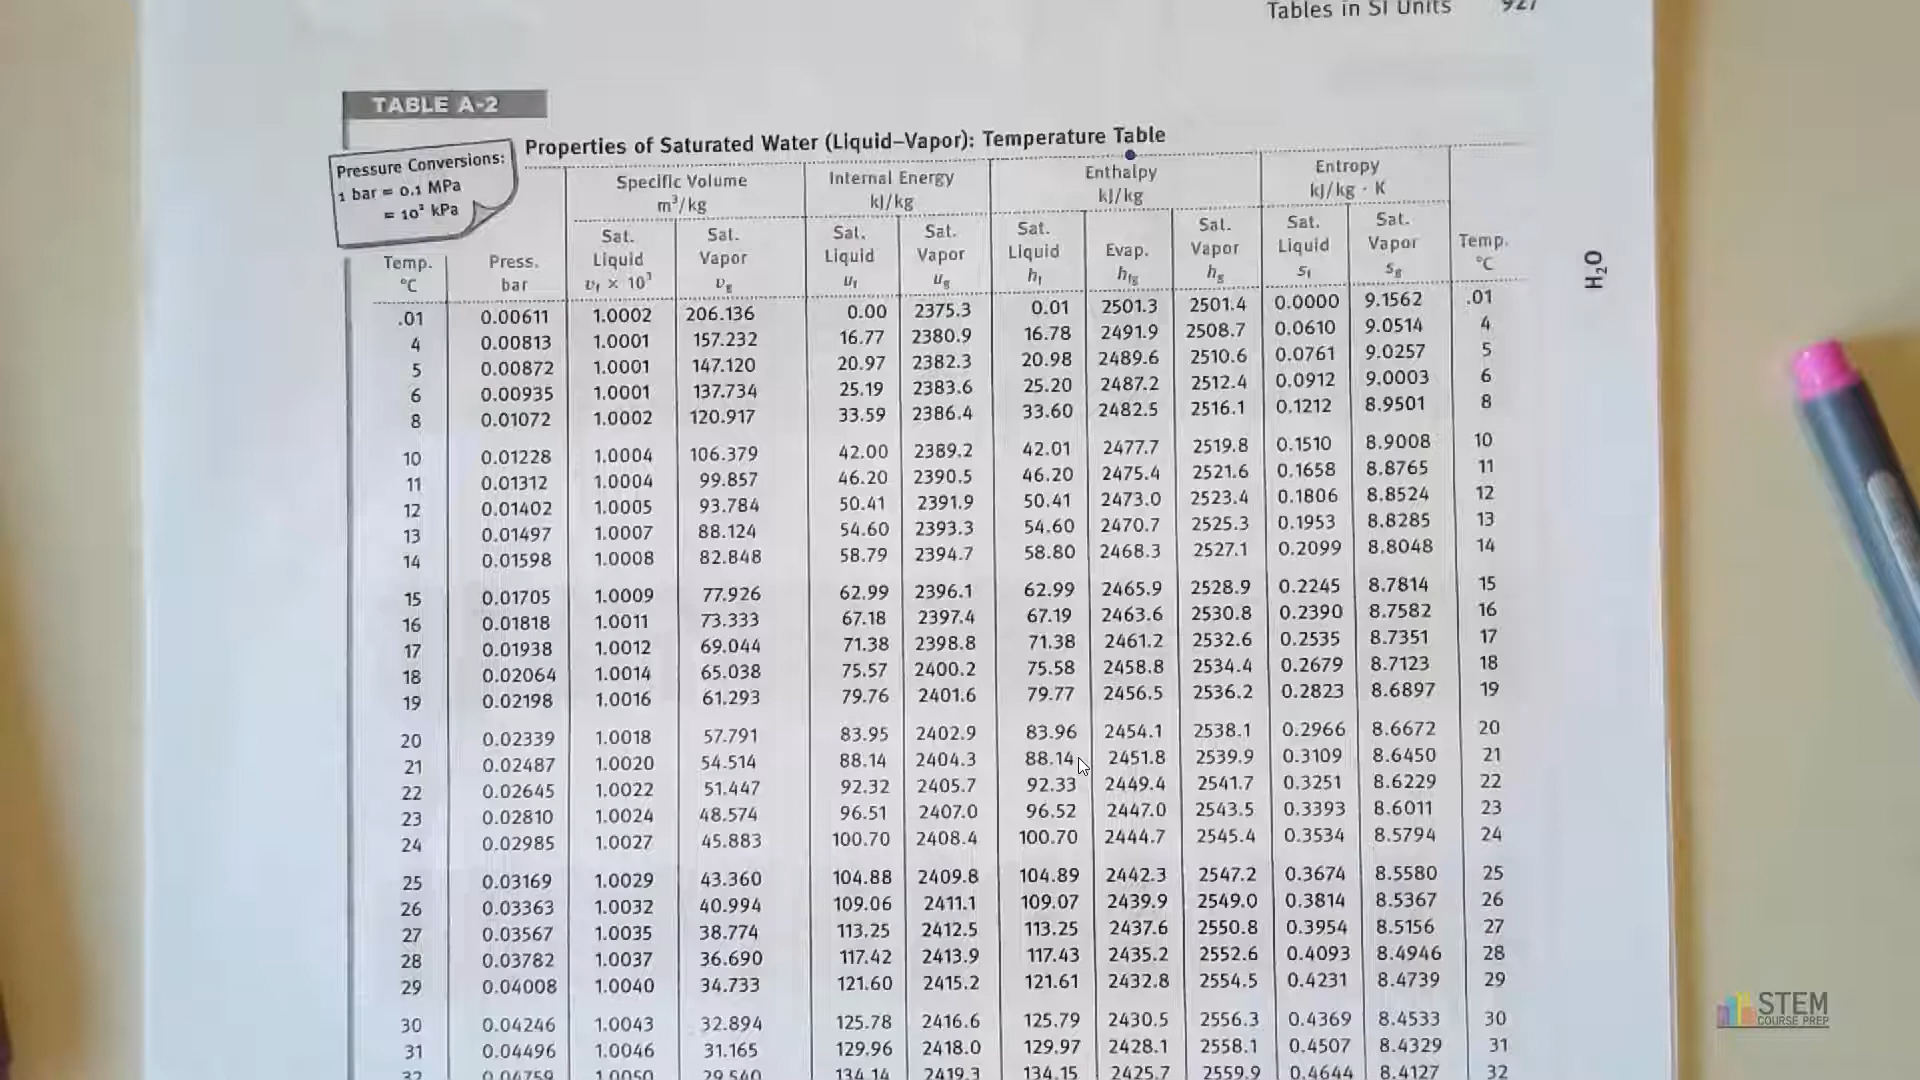 Tables in SI Units 927
TABLE A-2
Properties of Saturated Water (Liquid–Vapor): Temperature Table
Pressure Conversions:
1 bar = 0.1 MPa
= 10² kPa
Specific Volume Internal Energy Enthalpy Entropy
m³/kg kJ/kg kJ/kg kJ/kg · K
Sat. Sat. Sat. Sat. Sat. Sat. Sat. Sat.
Temp. Press. Liquid Vapor Liquid Vapor Liquid Evap. Vapor Liquid Vapor Temp.
°C bar vf × 10³ vg uf ug hf hfg hg sf sg °C
.01 0.00611 1.0002 206.136 0.00 2375.3 0.01 2501.3 2501.4 0.0000 9.1562 .01
4 0.00813 1.0001 157.232 16.77 2380.9 16.78 2491.9 2508.7 0.0610 9.0514 4
5 0.00872 1.0001 147.120 20.97 2382.3 20.98 2489.6 2510.6 0.0761 9.0257 5
6 0.00935 1.0001 137.734 25.19 2383.6 25.20 2487.2 2512.4 0.0912 9.0003 6
8 0.01072 1.0002 120.917 33.59 2386.4 33.60 2482.5 2516.1 0.1212 8.9501 8
10 0.01228 1.0004 106.379 42.00 2389.2 42.01 2477.7 2519.8 0.1510 8.9008 10
11 0.01312 1.0004 99.857 46.20 2390.5 46.20 2475.4 2521.6 0.1658 8.8765 11
12 0.01402 1.0005 93.784 50.41 2391.9 50.41 2473.0 2523.4 0.1806 8.8524 12
13 0.01497 1.0007 88.124 54.60 2393.3 54.60 2470.7 2525.3 0.1953 8.8285 13
14 0.01598 1.0008 82.848 58.79 2394.7 58.80 2468.3 2527.1 0.2099 8.8048 14
15 0.01705 1.0009 77.926 62.99 2396.1 62.99 2465.9 2528.9 0.2245 8.7814 15
16 0.01818 1.0011 73.333 67.18 2397.4 67.19 2463.6 2530.8 0.2390 8.7582 16
17 0.01938 1.0012 69.044 71.38 2398.8 71.38 2461.2 2532.6 0.2535 8.7351 17
18 0.02064 1.0014 65.038 75.57 2400.2 75.58 2458.8 2534.4 0.2679 8.7123 18
19 0.02198 1.0016 61.293 79.76 2401.6 79.77 2456.5 2536.2 0.2823 8.6897 19
20 0.02339 1.0018 57.791 83.95 2402.9 83.96 2454.1 2538.1 0.2966 8.6672 20
21 0.02487 1.0020 54.514 88.14 2404.3 88.14 2451.8 2539.9 0.3109 8.6450 21
22 0.02645 1.0022 51.447 92.32 2405.7 92.33 2449.4 2541.7 0.3251 8.6229 22
23 0.02810 1.0024 48.574 96.51 2407.0 96.52 2447.0 2543.5 0.3393 8.6011 23
24 0.02985 1.0027 45.883 100.70 2408.4 100.70 2444.7 2545.4 0.3534 8.5794 24
25 0.03169 1.0029 43.360 104.88 2409.8 104.89 2442.3 2547.2 0.3674 8.5580 25
26 0.03363 1.0032 40.994 109.06 2411.1 109.07 2439.9 2549.0 0.3814 8.5367 26
27 0.03567 1.0035 38.774 113.25 2412.5 113.25 2437.6 2550.8 0.3954 8.5156 27
28 0.03782 1.0037 36.690 117.42 2413.9 117.43 2435.2 2552.6 0.4093 8.4946 28
29 0.04008 1.0040 34.733 121.60 2415.2 121.61 2432.8 2554.5 0.4231 8.4739 29
30 0.04246 1.0043 32.894 125.78 2416.6 125.79 2430.5 2556.3 0.4369 8.4533 30
31 0.04496 1.0046 31.165 129.96 2418.0 129.97 2428.1 2558.1 0.4507 8.4329 31
32 0.04759 1.0050 29.540 134.14 2419.3 134.15 2425.7 2559.9 0.4644 8.4127 32
H₂O
STEM
COURSE PREP